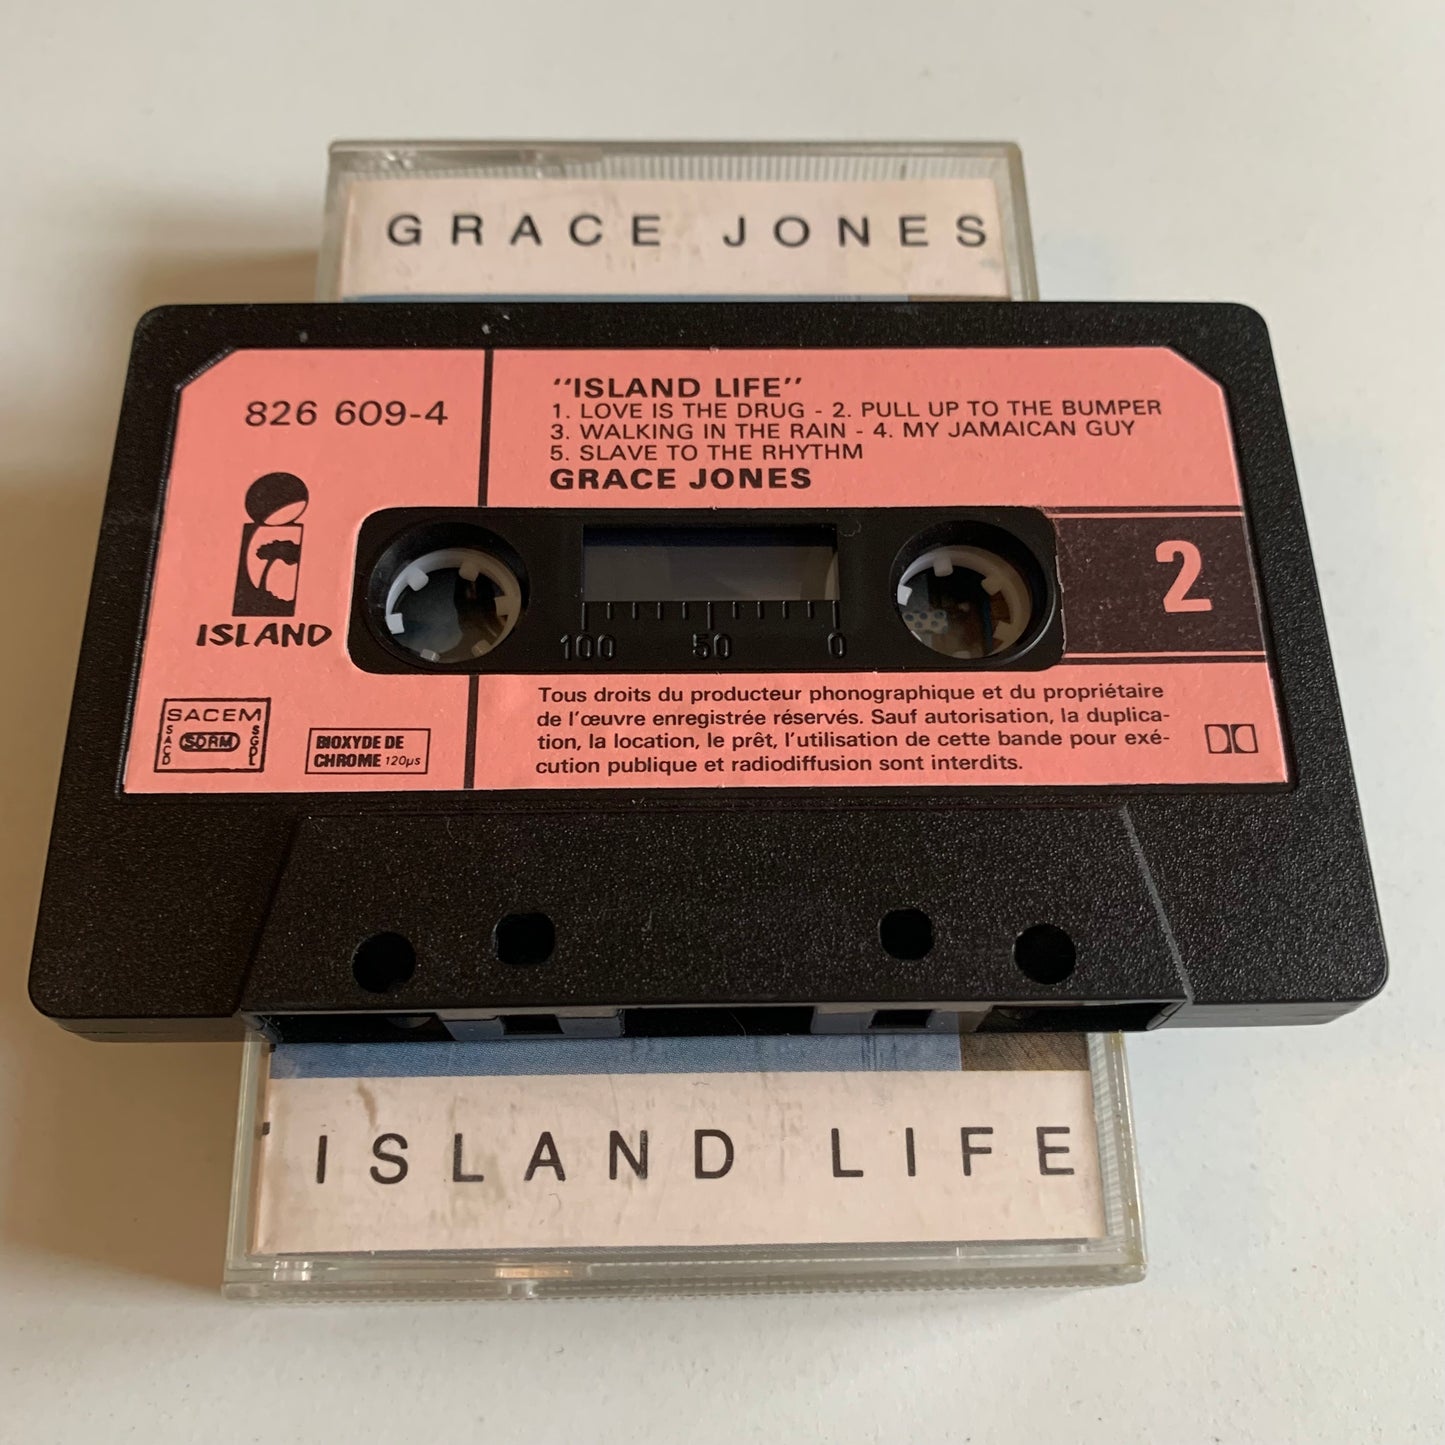 GRACE JONES
826 609-4
"ISLAND LIFE"
1. LOVE IS THE DRUG - 2. PULL UP TO THE BUMPER
3. WALKING IN THE RAIN - 4. MY JAMAICAN GUY
5. SLAVE TO THE RHYTHM
GRACE JONES
ISLAND
2
100 50 0
SACEM
SACD
SDRM
SGDL
BIOXYDE DE
CHROME 120µs
Tous droits du producteur phonographique et du propriétaire
de l'œuvre enregistrée réservés. Sauf autorisation, la duplica-
tion, la location, le prêt, l'utilisation de cette bande pour exé-
cution publique et radiodiffusion sont interdits.
ISLAND LIFE